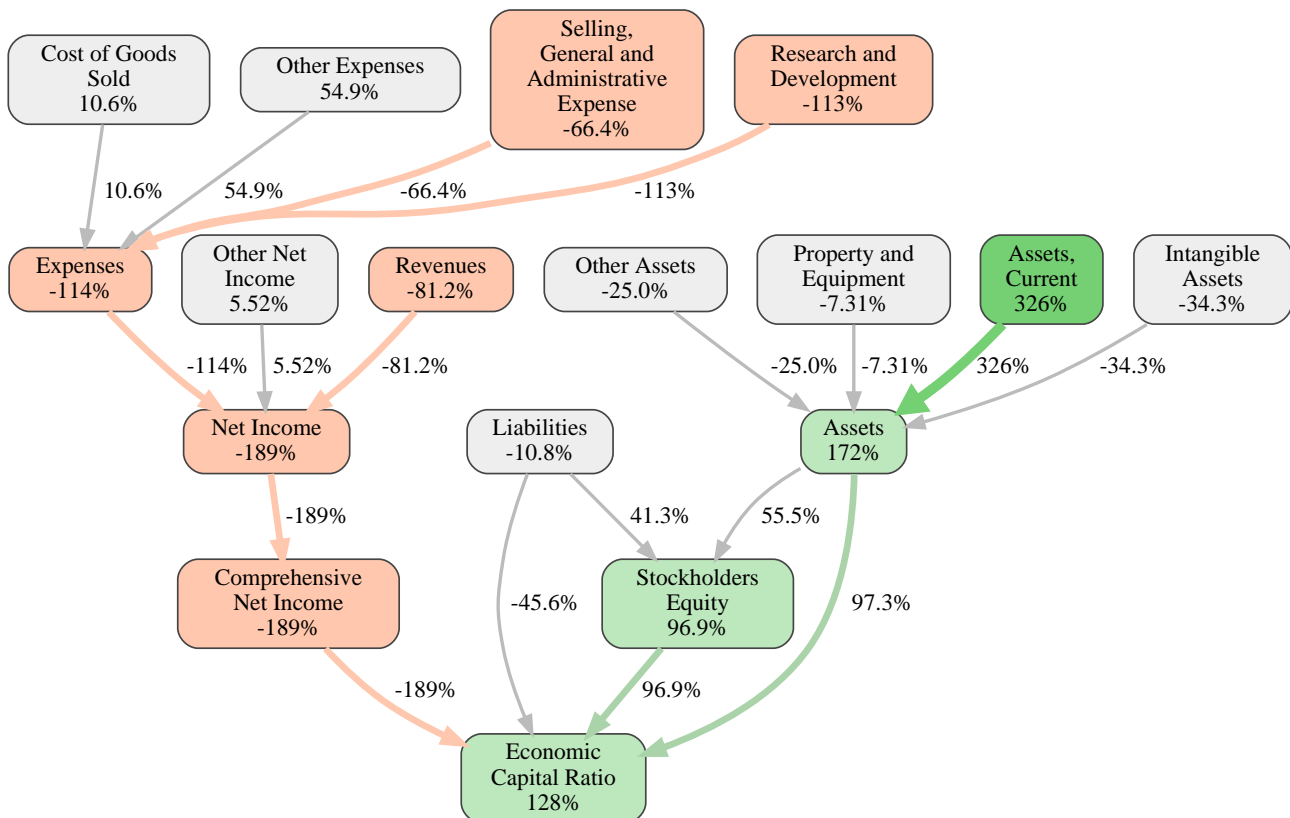 Cost of Goods
Sold
10.6%
Other Expenses
54.9%
Selling,
General and
Administrative
Expense
-66.4%
Research and
Development
-113%
10.6%
54.9%
-66.4%
-113%
Expenses
-114%
Other Net
Income
5.52%
Revenues
-81.2%
Other Assets
-25.0%
Property and
Equipment
-7.31%
Assets,
Current
326%
Intangible
Assets
-34.3%
-114%
5.52%
-81.2%
-25.0%
-7.31%
326%
-34.3%
Net Income
-189%
Liabilities
-10.8%
Assets
172%
-189%
41.3%
55.5%
Comprehensive
Net Income
-189%
-45.6%
Stockholders
Equity
96.9%
97.3%
-189%
96.9%
Economic
Capital Ratio
128%